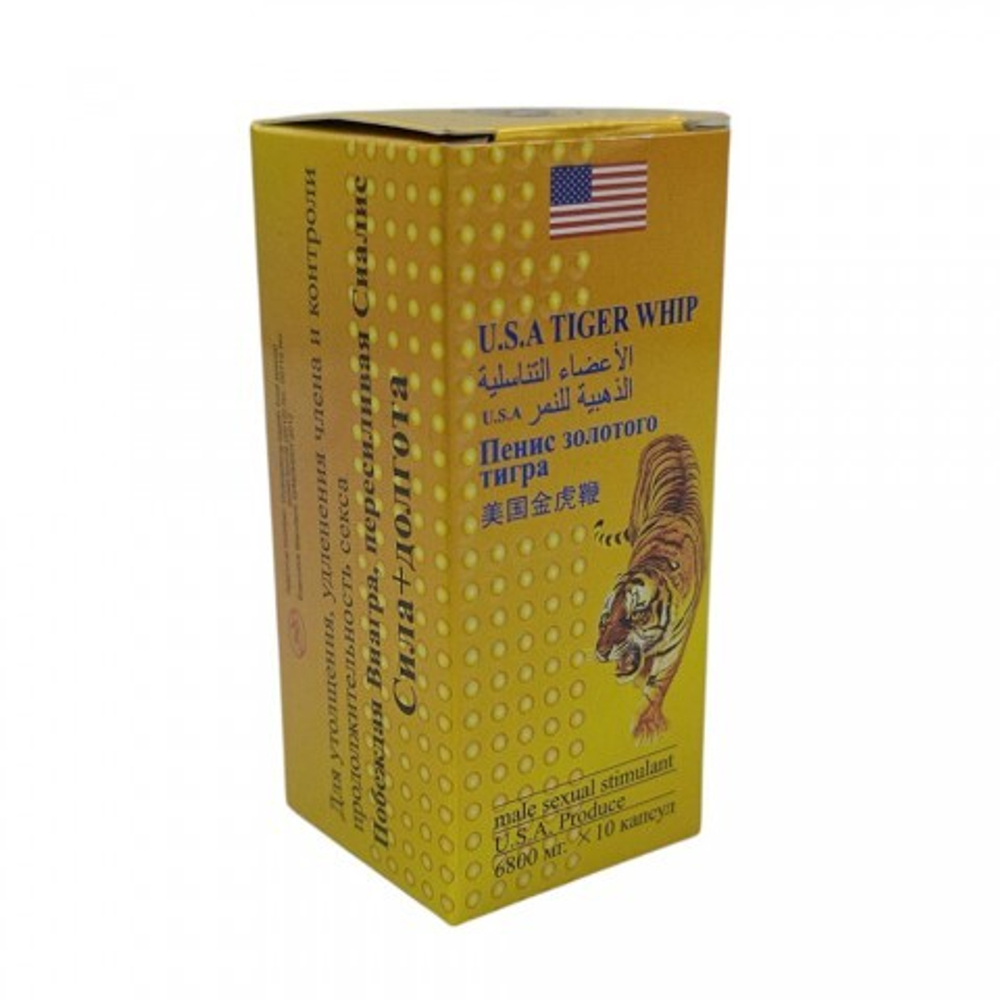 U.S.A TIGER WHIP
الأعضاء التناسلية
الذهبية للنمر U.S.A
Пенис золотого
тигра
美国金虎鞭
male sexual stimulant
U.S.A. Produce
6800 мг. ×10 капсул
Для утолщения, удленения члена и контроли
продолжительность секса
Побеждая Виагра, пересиливая Сиалис
Сила+долгота